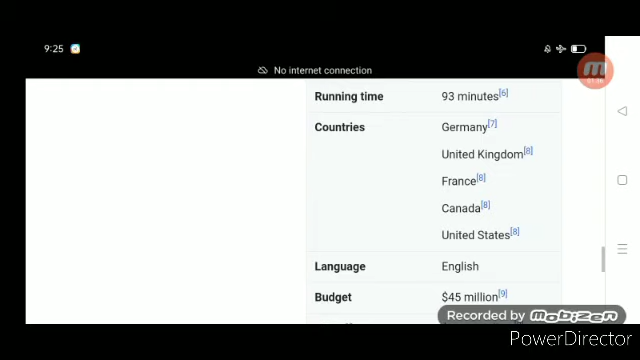 9:25
No internet connection
Running time 93 minutes[6]
Countries Germany[7]
United Kingdom[8]
France[8]
Canada[8]
United States[8]
Language English
Budget $45 million[9]
Recorded by Mobizen
PowerDirector